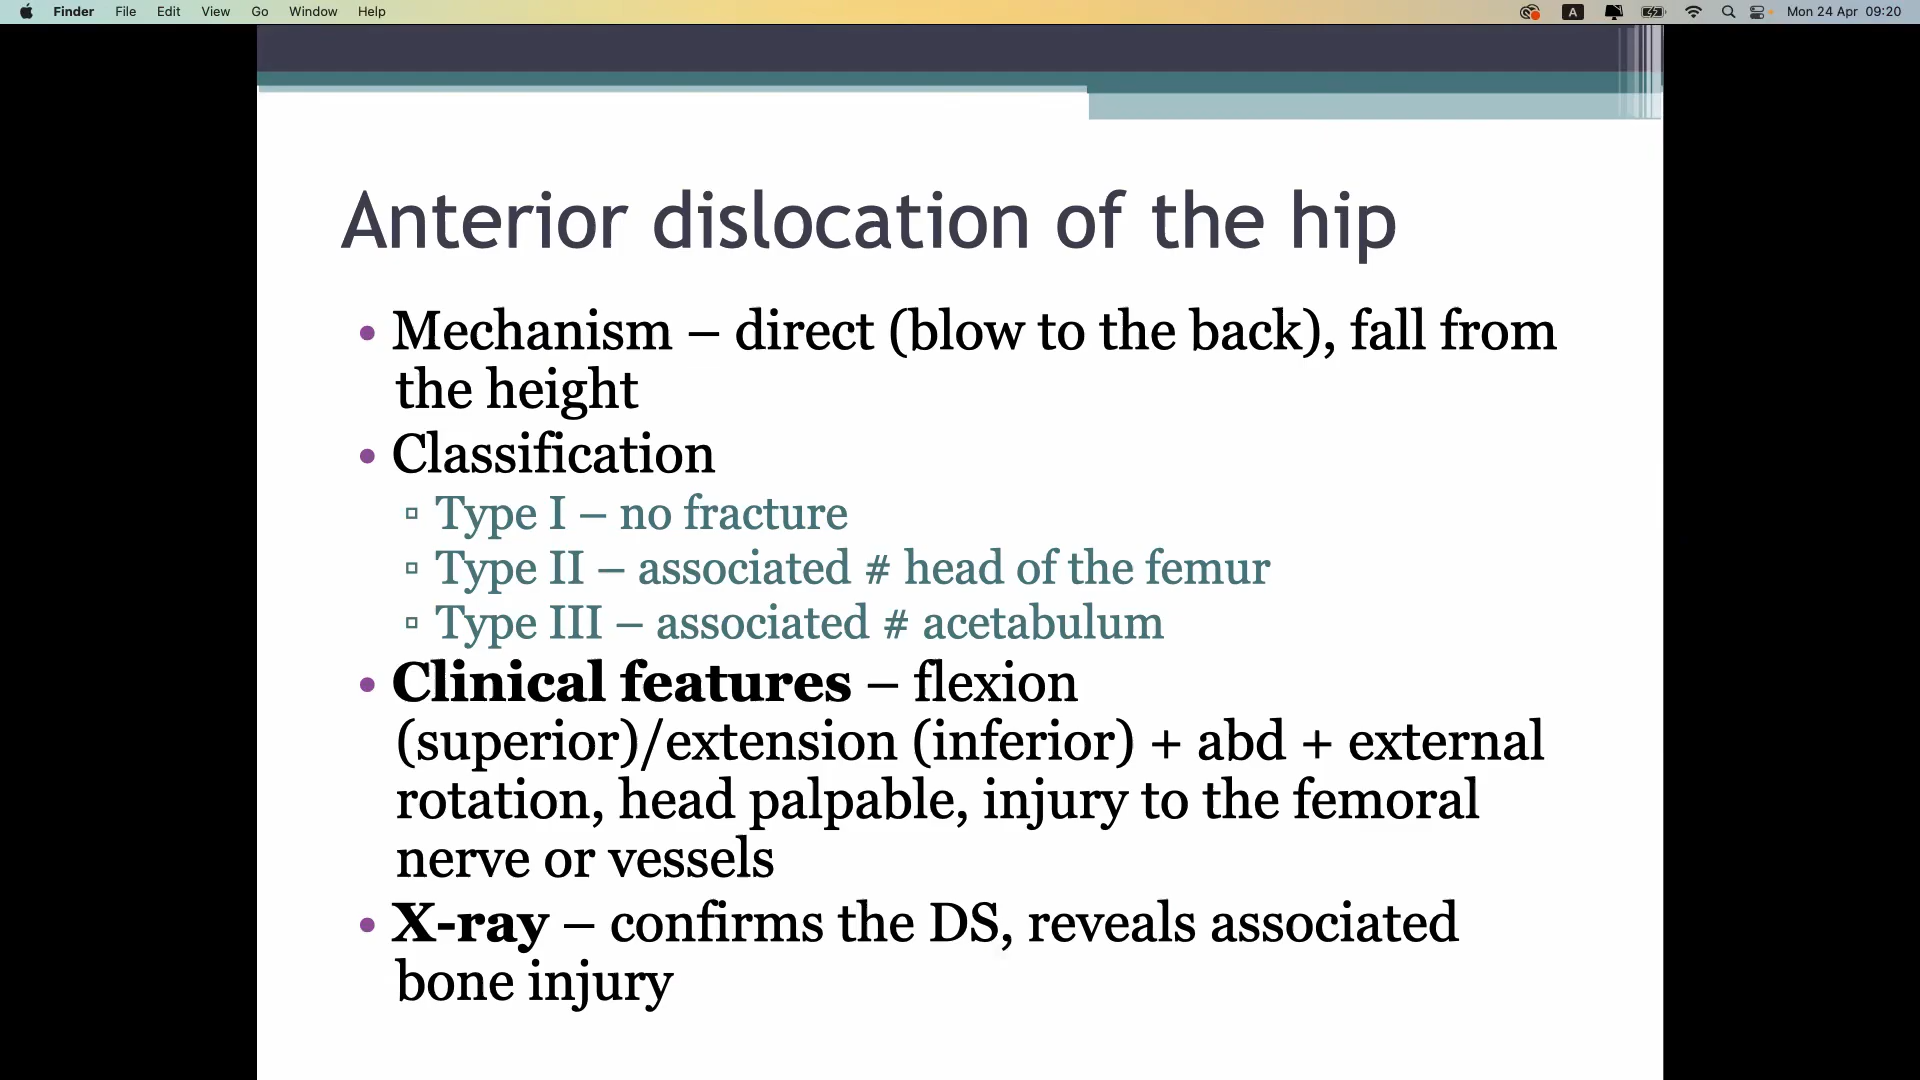 Finder File Edit View Go Window Help A Mon 24 Apr 09:20
Anterior dislocation of the hip
• Mechanism – direct (blow to the back), fall from
the height
• Classification
▫ Type I – no fracture
▫ Type II – associated # head of the femur
▫ Type III – associated # acetabulum
• Clinical features – flexion
(superior)/extension (inferior) + abd + external
rotation, head palpable, injury to the femoral
nerve or vessels
• X-ray – confirms the DS, reveals associated
bone injury